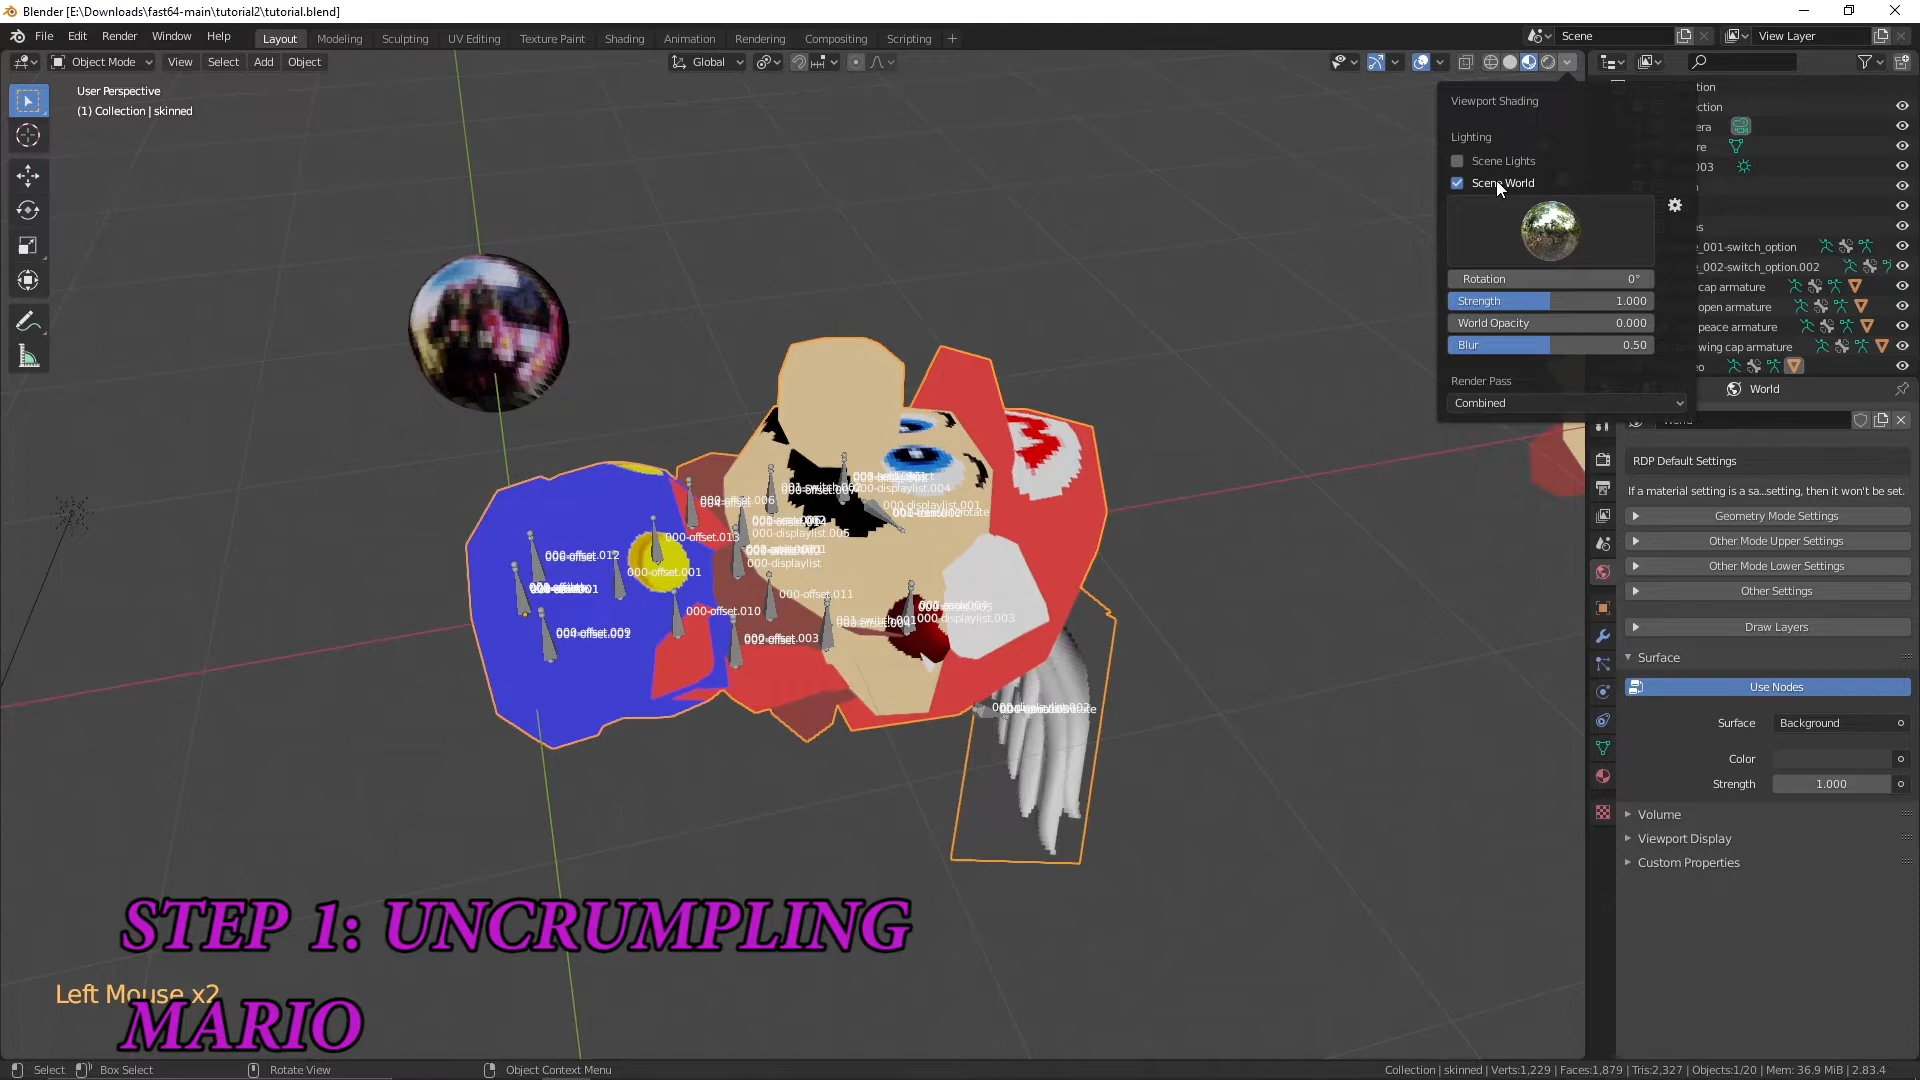 Blender [E:\Downloads\fast64-main\tutorial2\tutorial.blend]
File Edit Render Window Help Layout Modeling Sculpting UV Editing Texture Paint Shading Animation Rendering Compositing Scripting + Scene View Layer
Object Mode View Select Add Object Global
User Perspective
(1) Collection | skinned
Viewport Shading
Lighting
Scene Lights
Scene World
Rotation 0°
Strength 1.000
World Opacity 0.000
Blur 0.50
Render Pass
Combined
tion
ction
era
re
003
s
_001-switch_option
_002-switch_option.002
cap armature
open armature
peace armature
wing cap armature
eo
World
RDP Default Settings
If a material setting is a sa...setting, then it won't be set.
Geometry Mode Settings
Other Mode Upper Settings
Other Mode Lower Settings
Other Settings
Draw Layers
Surface
Use Nodes
Surface Background
Color
Strength 1.000
Volume
Viewport Display
Custom Properties
000-displaylist.004
000-displaylist.001
000-offset.006
000-displaylist.005
000-offset.013
000-displaylist
000-offset.012
000-offset.001
000-offset.011
000-offset.010
000-displaylist.003
001-switch.001
002-offset.003
STEP 1: UNCRUMPLING
MARIO
Left Mouse x2
Select Box Select Rotate View Object Context Menu Collection | skinned | Verts:1,229 | Faces:1,879 | Tris:2,327 | Objects:1/20 | Mem: 36.9 MiB | 2.83.4